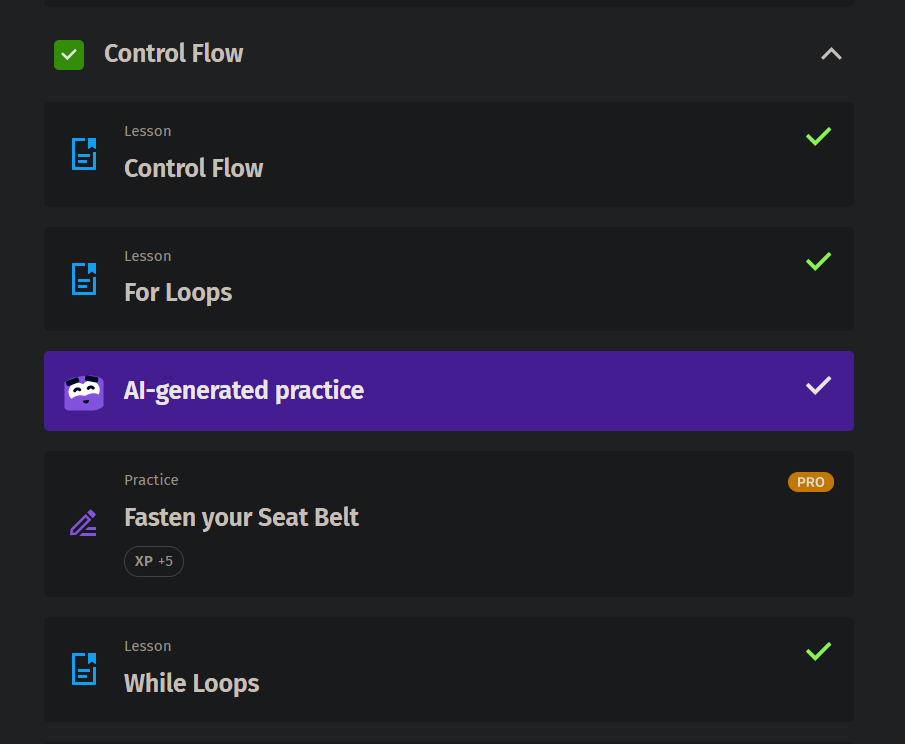 Control Flow
Lesson
Control Flow
Lesson
For Loops
AI-generated practice
Practice
PRO
Fasten your Seat Belt
XP +5
Lesson
While Loops